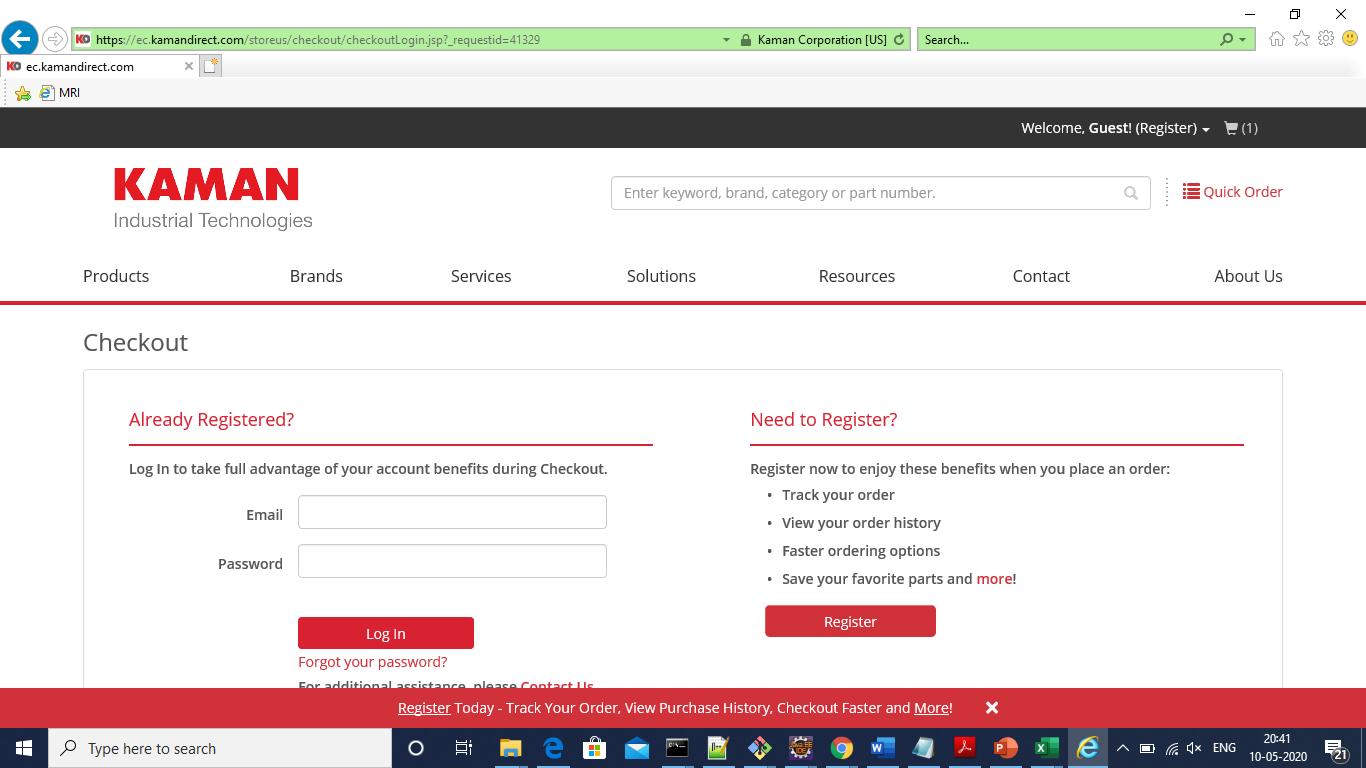 https://ec.kamandirect.com/storeus/checkout/checkoutLogin.jsp?_requestid=41329
Kaman Corporation [US]
Search...
KD ec.kamandirect.com
MRI
Welcome, Guest! (Register)
(1)
KAMAN
Industrial Technologies
Enter keyword, brand, category or part number.
Quick Order
Products Brands Services Solutions Resources Contact About Us
Checkout
Already Registered?
Log In to take full advantage of your account benefits during Checkout.
Email
Password
Log In
Forgot your password?
For additional assistance, please Contact Us
Need to Register?
Register now to enjoy these benefits when you place an order:
• Track your order
• View your order history
• Faster ordering options
• Save your favorite parts and more!
Register
Register Today - Track Your Order, View Purchase History, Checkout Faster and More!
Type here to search
ENG
20:41
10-05-2020
21